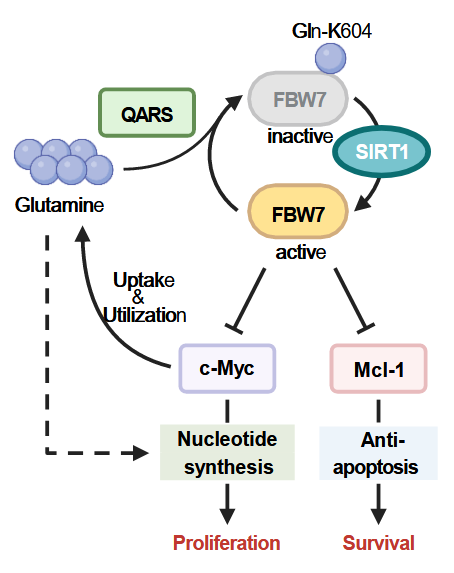 Gln-K604
QARS
FBW7
inactive
SIRT1
Glutamine
FBW7
active
Uptake
&
Utilization
c-Myc
Mcl-1
Nucleotide
synthesis
Anti-
apoptosis
Proliferation
Survival